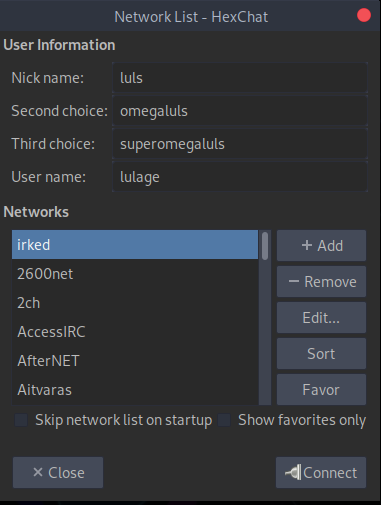 Network List - HexChat
User Information
Nick name: luls
Second choice: omegaluls
Third choice: superomegaluls
User name: lulage
Networks
irked
+ Add
2600net
− Remove
2ch
Edit...
AccessIRC
Sort
AfterNET
Favor
Aitvaras
Skip network list on startup Show favorites only
× Close Connect